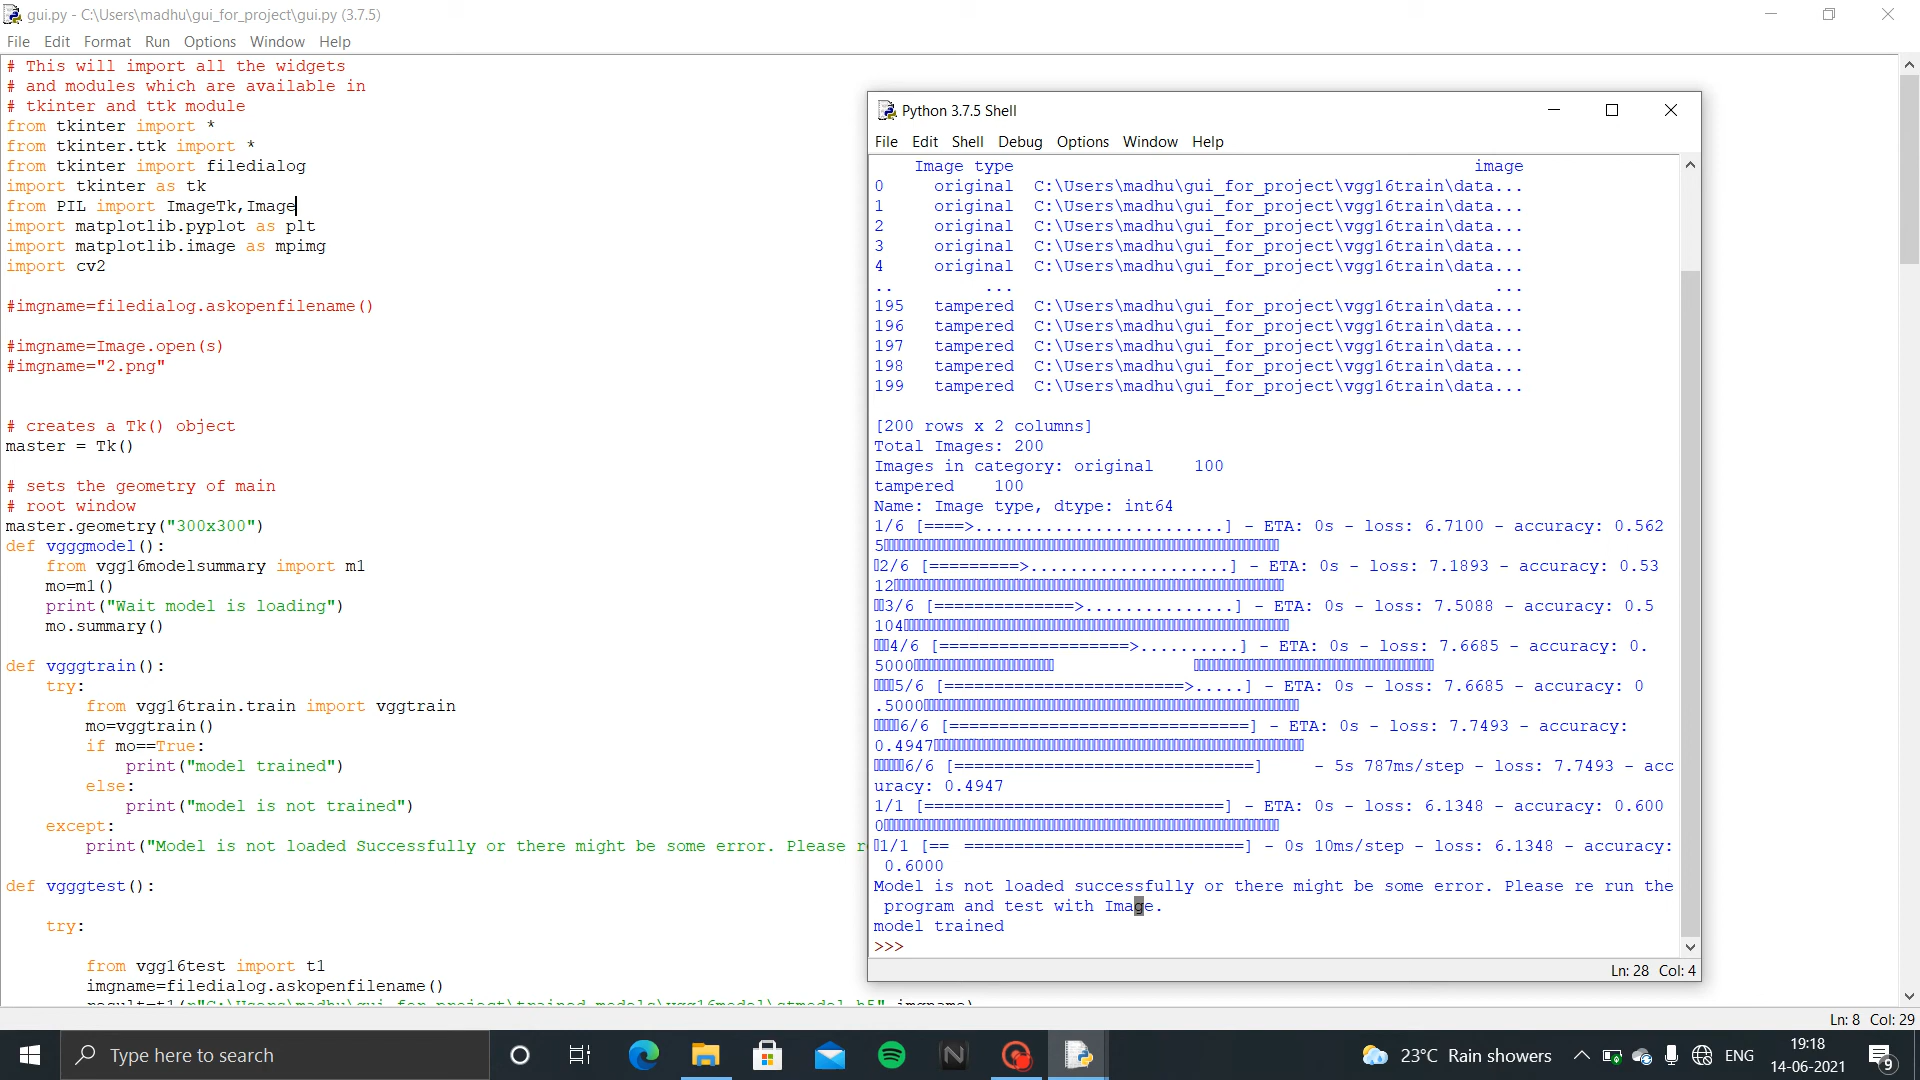 gui.py - C:\Users\madhu\gui_for_project\gui.py (3.7.5)
File Edit Format Run Options Window Help
# This will import all the widgets
# and modules which are available in
# tkinter and ttk module
from tkinter import *
from tkinter.ttk import *
from tkinter import filedialog
import tkinter as tk
from PIL import ImageTk,Image
import matplotlib.pyplot as plt
import matplotlib.image as mpimg
import cv2
#imgname=filedialog.askopenfilename()
#imgname=Image.open(s)
#imgname="2.png"
# creates a Tk() object
master = Tk()
# sets the geometry of main
# root window
master.geometry("300x300")
def vgggmodel():
from vgg16modelsummary import m1
mo=m1()
print("Wait model is loading")
mo.summary()
def vgggtrain():
try:
from vgg16train.train import vggtrain
mo=vggtrain()
if mo==True:
print("model trained")
else:
print("model is not trained")
except:
print("Model is not loaded Successfully or there might be some error. Please r
def vgggtest():
try:
from vgg16test import t1
imgname=filedialog.askopenfilename()
Python 3.7.5 Shell
File Edit Shell Debug Options Window Help
Image type image
0 original C:\Users\madhu\gui_for_project\vgg16train\data...
1 original C:\Users\madhu\gui_for_project\vgg16train\data...
2 original C:\Users\madhu\gui_for_project\vgg16train\data...
3 original C:\Users\madhu\gui_for_project\vgg16train\data...
4 original C:\Users\madhu\gui_for_project\vgg16train\data...
.. ... ...
195 tampered C:\Users\madhu\gui_for_project\vgg16train\data...
196 tampered C:\Users\madhu\gui_for_project\vgg16train\data...
197 tampered C:\Users\madhu\gui_for_project\vgg16train\data...
198 tampered C:\Users\madhu\gui_for_project\vgg16train\data...
199 tampered C:\Users\madhu\gui_for_project\vgg16train\data...
[200 rows x 2 columns]
Total Images: 200
Images in category: original 100
tampered 100
Name: Image type, dtype: int64
1/6 [====>.........................] - ETA: 0s - loss: 6.7100 - accuracy: 0.562
5
2/6 [=========>....................] - ETA: 0s - loss: 7.1893 - accuracy: 0.53
12
3/6 [==============>...............] - ETA: 0s - loss: 7.5088 - accuracy: 0.5
104
4/6 [===================>..........] - ETA: 0s - loss: 7.6685 - accuracy: 0.
5000
5/6 [========================>.....] - ETA: 0s - loss: 7.6685 - accuracy: 0
.5000
6/6 [==============================] - ETA: 0s - loss: 7.7493 - accuracy:
0.4947
6/6 [==============================] - 5s 787ms/step - loss: 7.7493 - acc
uracy: 0.4947
1/1 [==============================] - ETA: 0s - loss: 6.1348 - accuracy: 0.600
0
1/1 [== ============================] - 0s 10ms/step - loss: 6.1348 - accuracy:
0.6000
Model is not loaded successfully or there might be some error. Please re run the
program and test with Image.
model trained
>>>
Ln: 28 Col: 4
Ln: 8 Col: 29
Type here to search
23°C Rain showers
ENG
19:18
14-06-2021
9